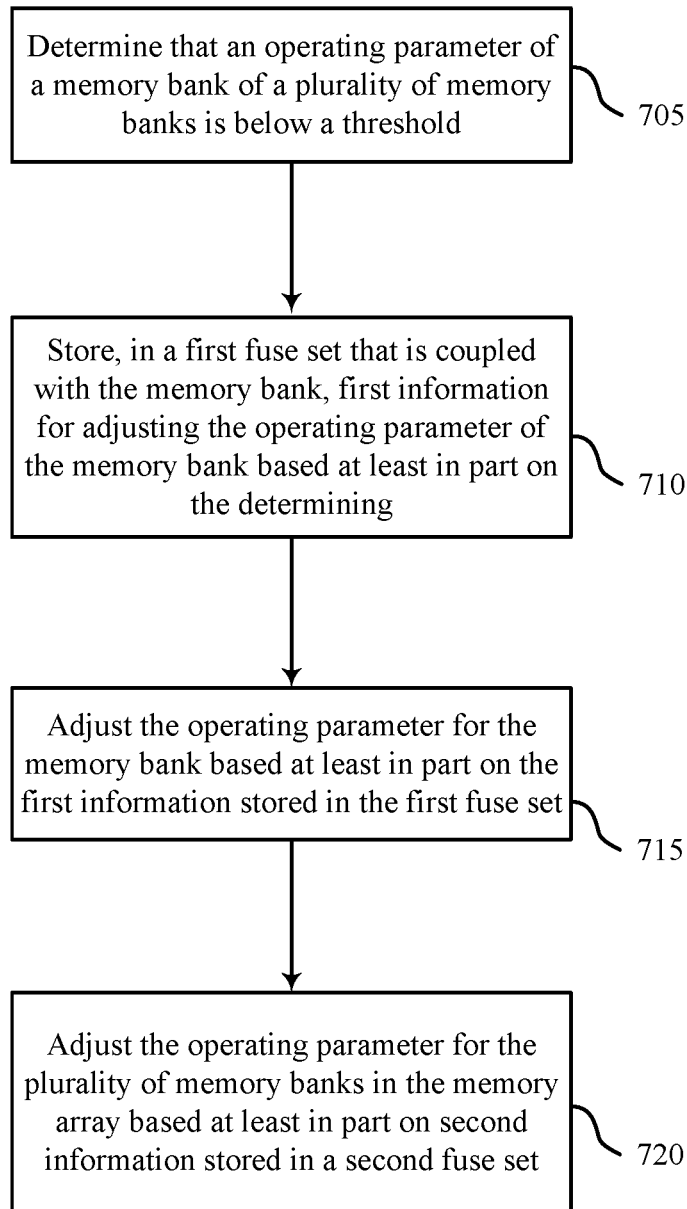 Determine that an operating parameter of
a memory bank of a plurality of memory
banks is below a threshold
705
Store, in a first fuse set that is coupled
with the memory bank, first information
for adjusting the operating parameter of
the memory bank based at least in part on
the determining
710
Adjust the operating parameter for the
memory bank based at least in part on the
first information stored in the first fuse set
715
Adjust the operating parameter for the
plurality of memory banks in the memory
array based at least in part on second
information stored in a second fuse set
720